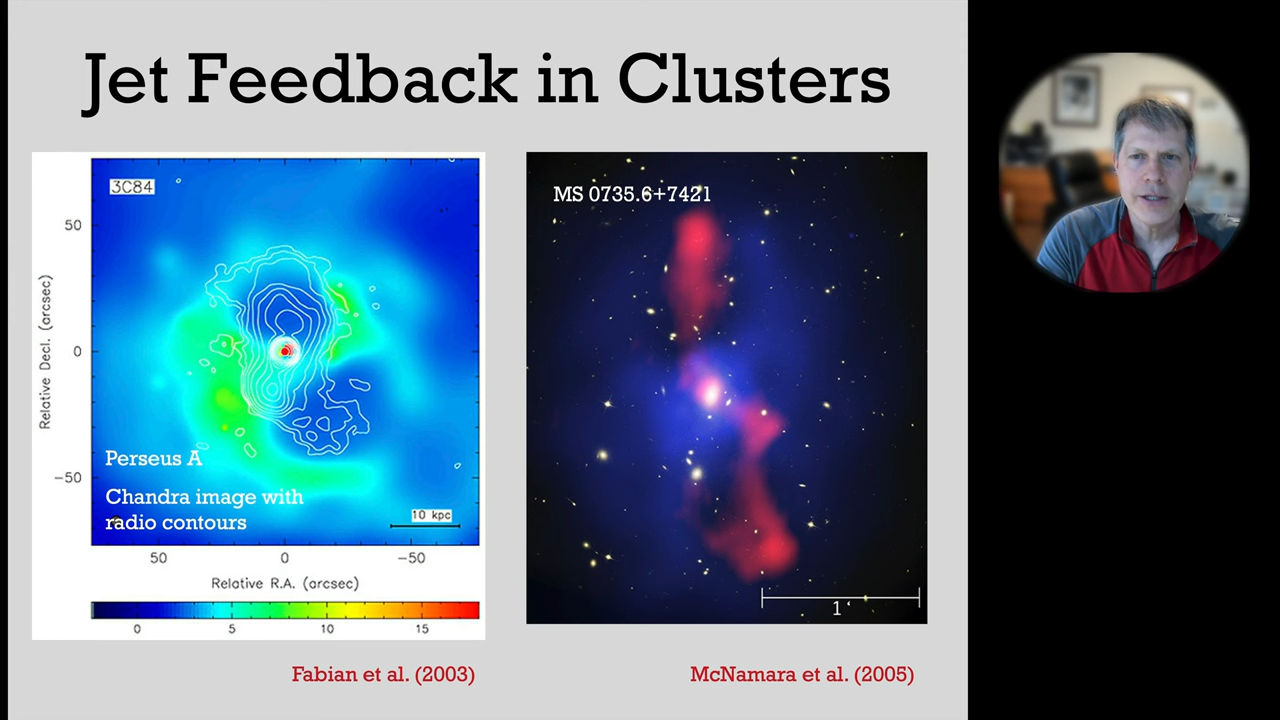 Jet Feedback in Clusters
3C84
50
0
−50
Relative Decl. (arcsec)
Perseus A
Chandra image with
radio contours
10 kpc
50
0
−50
Relative R.A. (arcsec)
0
5
10
15
Fabian et al. (2003)
MS 0735.6+7421
1 ‘
McNamara et al. (2005)